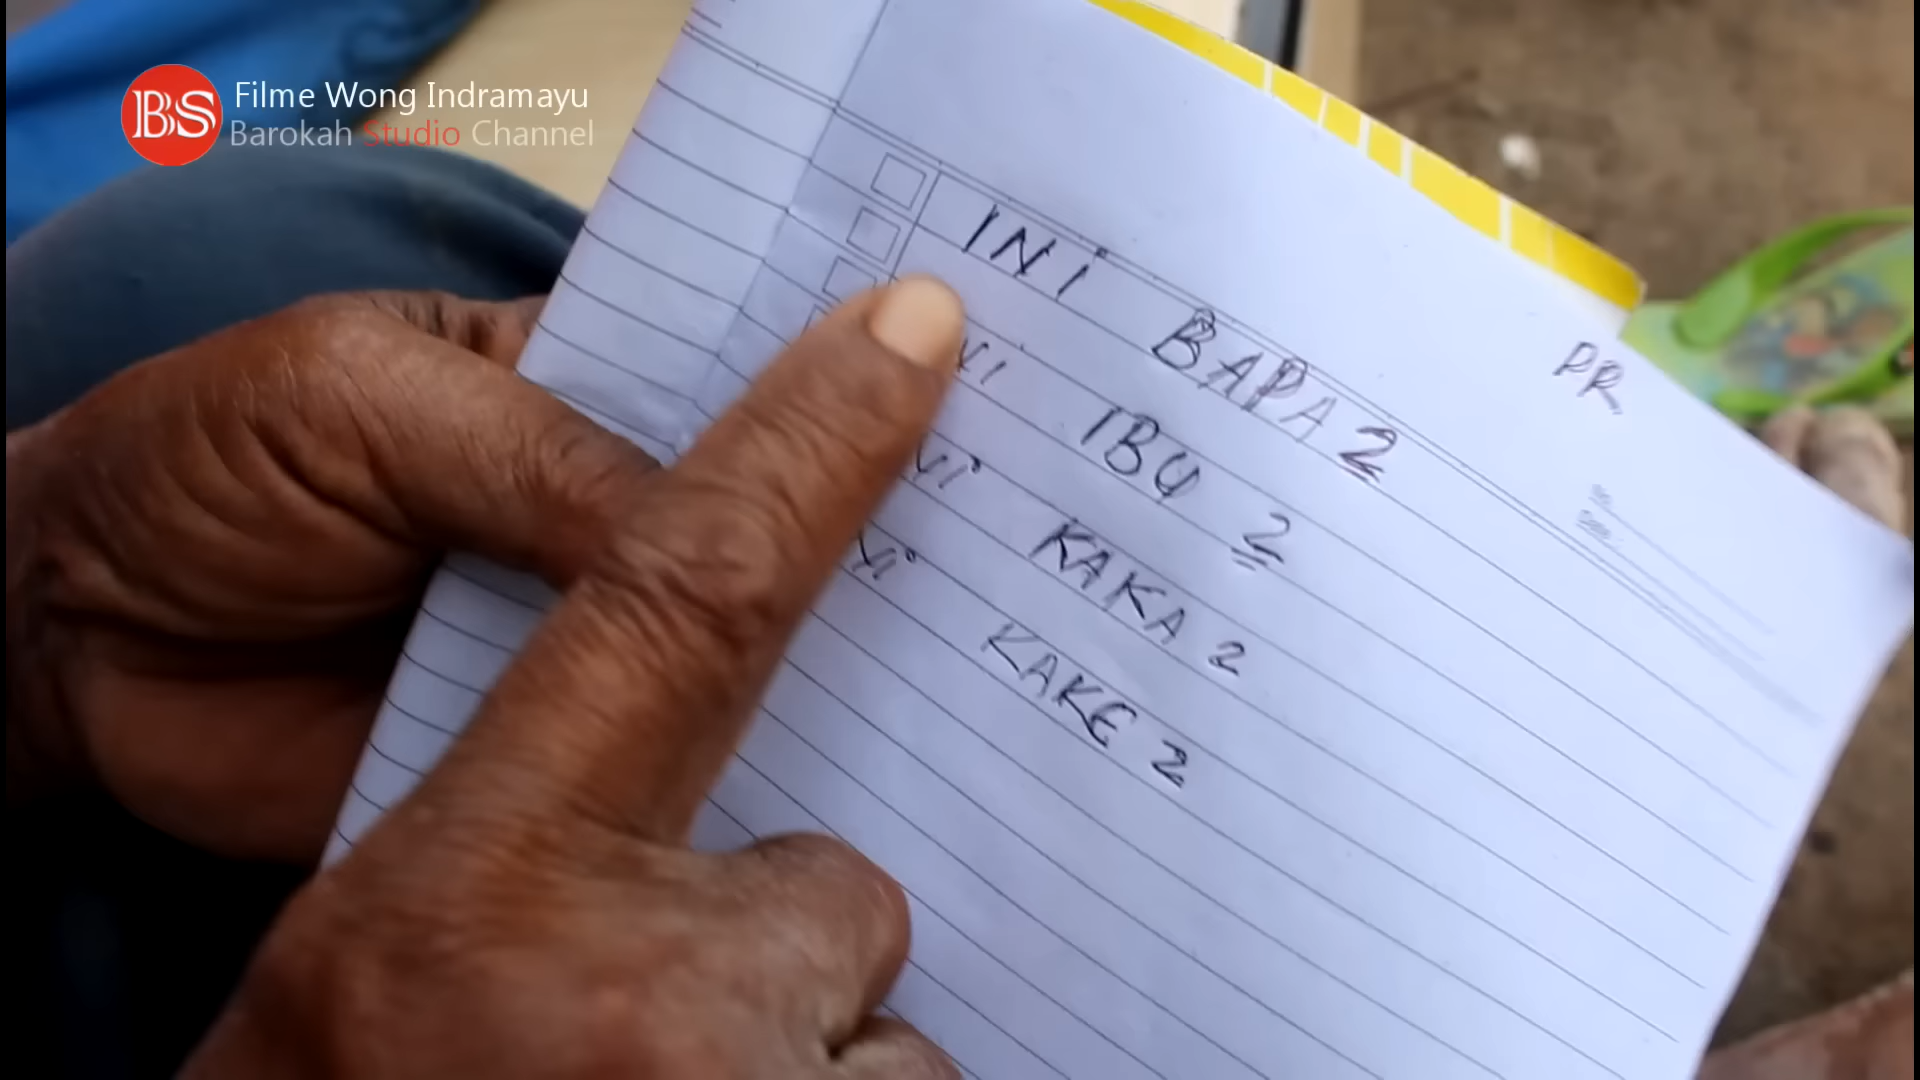 Filme Wong Indramayu
BS
Barokah Studio Channel
PR
INI BAPA 2
IBU 2
KAKA 2
KAKE 2